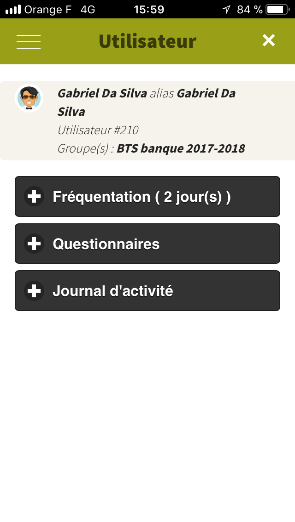 Orange F 4G 15:59 84 %
Utilisateur
Gabriel Da Silva alias Gabriel Da
Silva
Utilisateur #210
Groupe(s) : BTS banque 2017-2018
Fréquentation ( 2 jour(s) )
Questionnaires
Journal d'activité